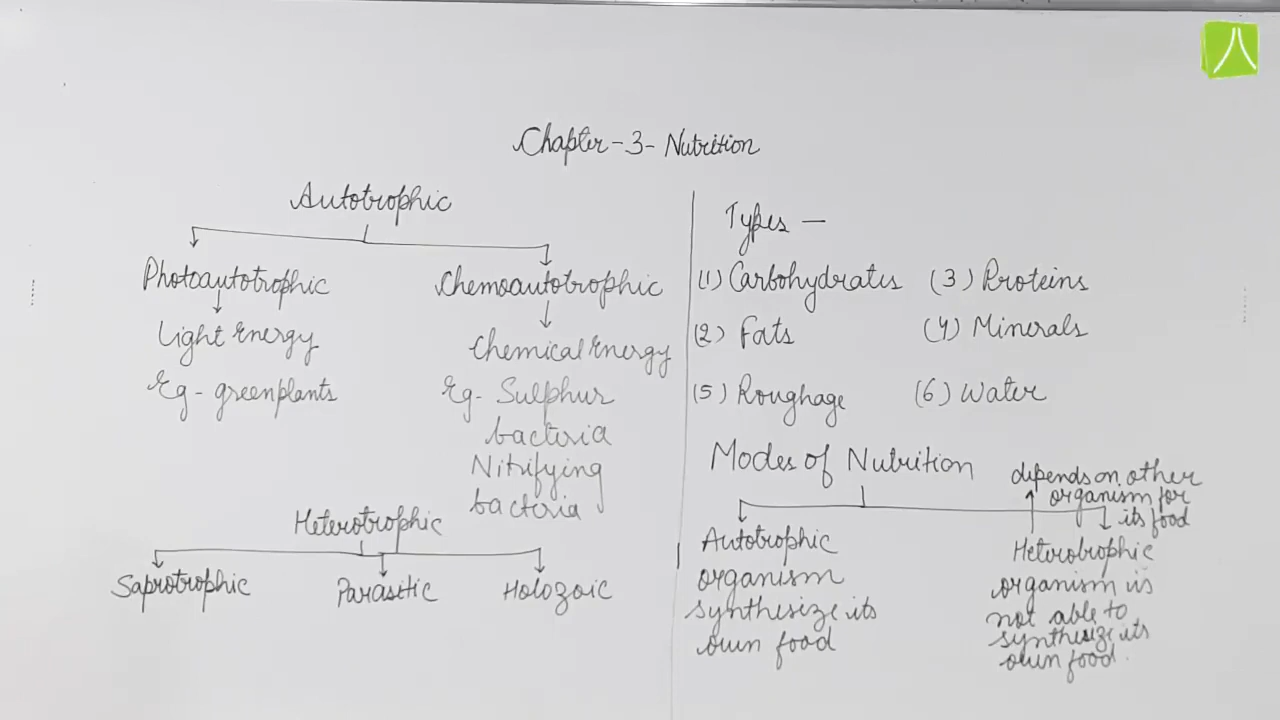 Chapter-3- Nutrition
Autotrophic
Photoautotrophic
Light Energy
Eg- greenplants
Chemoautotrophic
Chemical Energy
Eg- Sulphur
bacteria
Nitrifying
bacteria
Heterotrophic
Saprotrophic Parasitic Holozoic
Types —
(1) Carbohydrates (3) Proteins
(2) Fats (4) Minerals
(5) Roughage (6) Water
Modes of Nutrition
Autotrophic
organism
synthesize its
own food
depends on other
organism for
its food
Heterotrophic
organism is
not able to
synthesize its
own food.